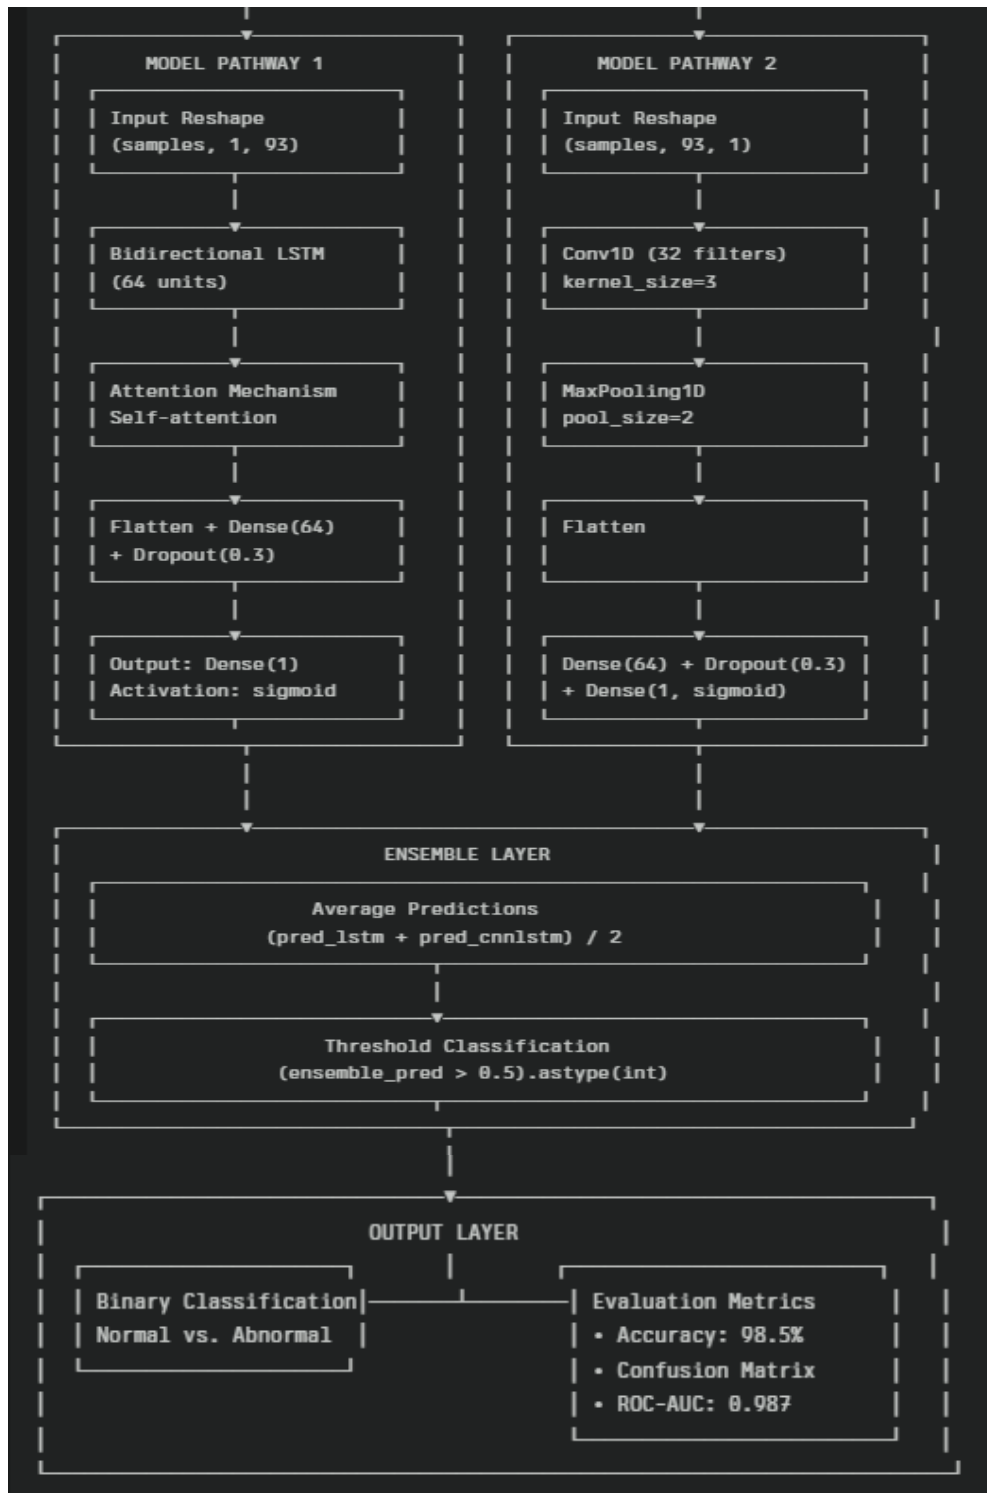 MODEL PATHWAY 1
Input Reshape
(samples, 1, 93)
Bidirectional LSTM
(64 units)
Attention Mechanism
Self-attention
Flatten + Dense(64)
+ Dropout(0.3)
Output: Dense(1)
Activation: sigmoid
MODEL PATHWAY 2
Input Reshape
(samples, 93, 1)
Conv1D (32 filters)
kernel_size=3
MaxPooling1D
pool_size=2
Flatten
Dense(64) + Dropout(0.3)
+ Dense(1, sigmoid)
ENSEMBLE LAYER
Average Predictions
(pred_lstm + pred_cnnlstm) / 2
Threshold Classification
(ensemble_pred > 0.5).astype(int)
OUTPUT LAYER
Binary Classification
Normal vs. Abnormal
Evaluation Metrics
• Accuracy: 98.5%
• Confusion Matrix
• ROC-AUC: 0.987